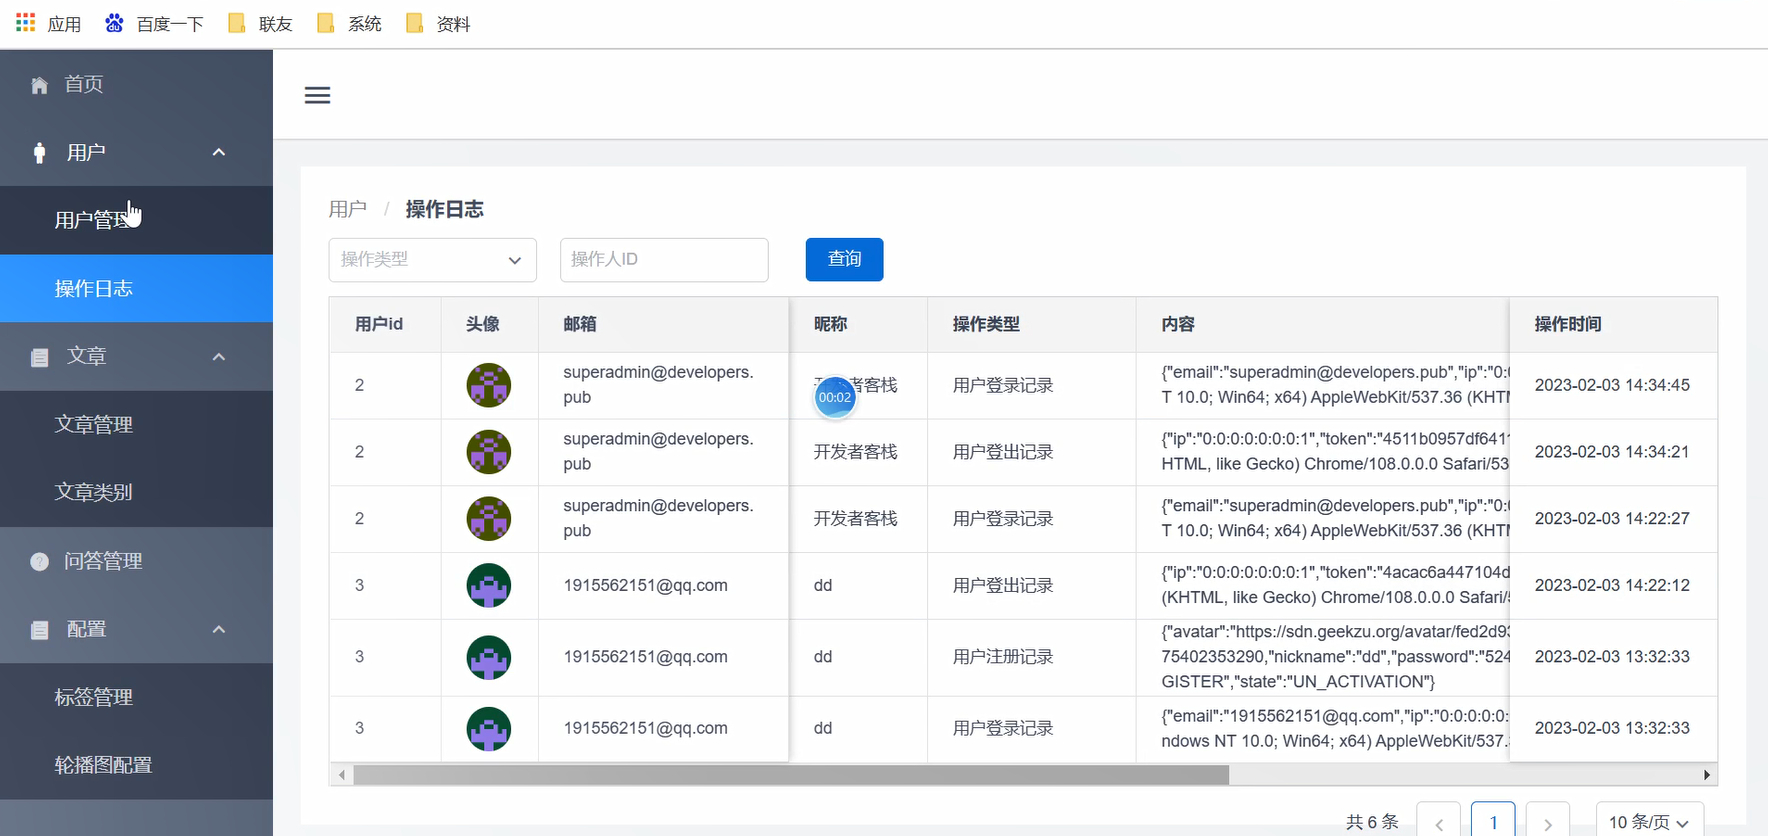 应用 百度一下 联友 系统 资料
首页
用户
用户管理
操作日志
文章
文章管理
文章类别
问答管理
配置
标签管理
轮播图配置
用户 / 操作日志
操作类型 操作人ID 查询
用户id 头像 邮箱 昵称 操作类型 内容 操作时间
2 superadmin@developers. 者客栈 用户登录记录 {"email":"superadmin@developers.pub","ip":"0: 2023-02-03 14:34:45
pub T 10.0; Win64; x64) AppleWebKit/537.36 (KHT
00:02
2 superadmin@developers. 开发者客栈 用户登出记录 {"ip":"0:0:0:0:0:0:0:1","token":"4511b0957df641 2023-02-03 14:34:21
pub HTML, like Gecko) Chrome/108.0.0.0 Safari/53
2 superadmin@developers. 开发者客栈 用户登录记录 {"email":"superadmin@developers.pub","ip":"0: 2023-02-03 14:22:27
pub T 10.0; Win64; x64) AppleWebKit/537.36 (KHT
3 1915562151@qq.com dd 用户登出记录 {"ip":"0:0:0:0:0:0:0:1","token":"4acac6a447104d 2023-02-03 14:22:12
(KHTML, like Gecko) Chrome/108.0.0.0 Safari/
3 1915562151@qq.com dd 用户注册记录 {"avatar":"https://sdn.geekzu.org/avatar/fed2d9 2023-02-03 13:32:33
75402353290,"nickname":"dd","password":"524
GISTER","state":"UN_ACTIVATION"}
3 1915562151@qq.com dd 用户登录记录 {"email":"1915562151@qq.com","ip":"0:0:0:0:0: 2023-02-03 13:32:33
ndows NT 10.0; Win64; x64) AppleWebKit/537.
共 6 条 1 10 条/页